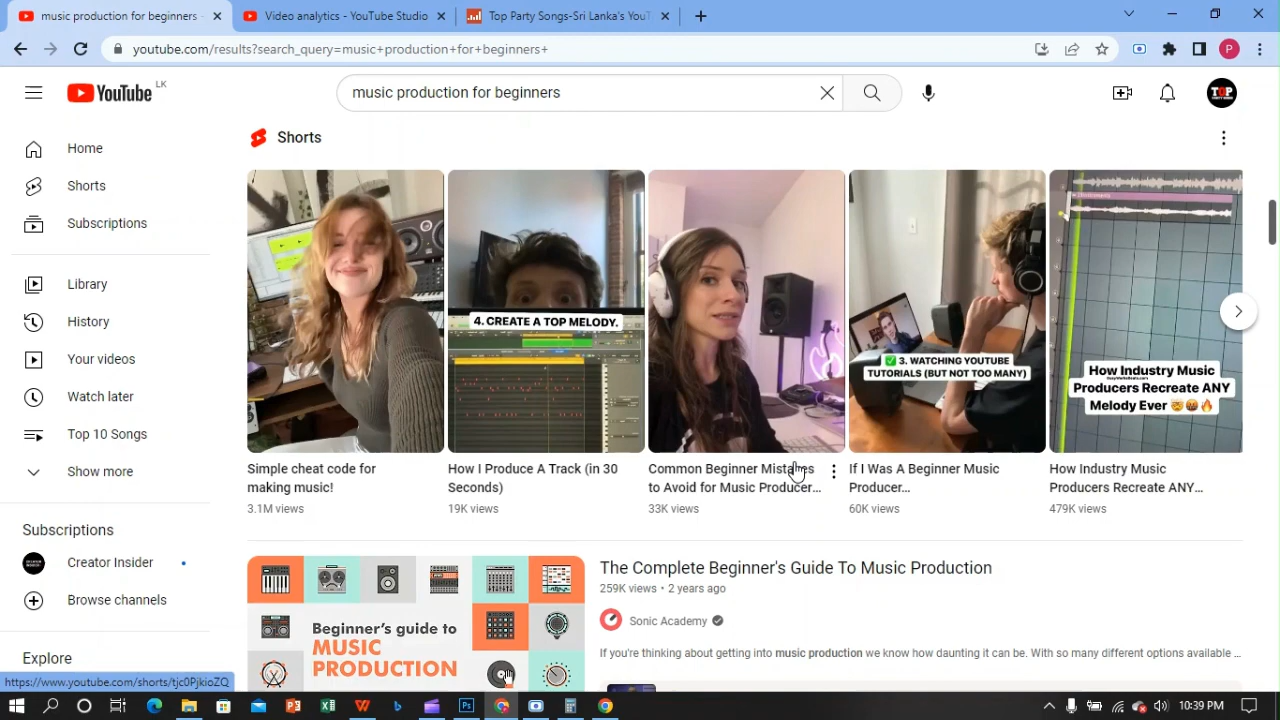 music production for beginners -
Video analytics - YouTube Studio
Top Party Songs-Sri Lanka's YouT
youtube.com/results?search_query=music+production+for+beginners+
P
YouTube LK
music production for beginners
TOP
Home
Shorts
Subscriptions
Library
History
Your videos
Watch later
Top 10 Songs
Show more
Subscriptions
Creator Insider
Browse channels
Explore
https://www.youtube.com/shorts/tjc0PjkioZQ
Shorts
4. CREATE A TOP MELODY.
3. WATCHING YOUTUBE
TUTORIALS (BUT NOT TOO MANY)
How Industry Music
Producers Recreate ANY
Melody Ever
Simple cheat code for
making music!
3.1M views
How I Produce A Track (in 30
Seconds)
19K views
Common Beginner Mistakes
to Avoid for Music Producer...
33K views
If I Was A Beginner Music
Producer...
60K views
How Industry Music
Producers Recreate ANY...
479K views
Beginner's guide to
MUSIC
PRODUCTION
The Complete Beginner's Guide To Music Production
259K views • 2 years ago
Sonic Academy
If you're thinking about getting into music production we know how daunting it can be. With so many different options available ...
10:39 PM